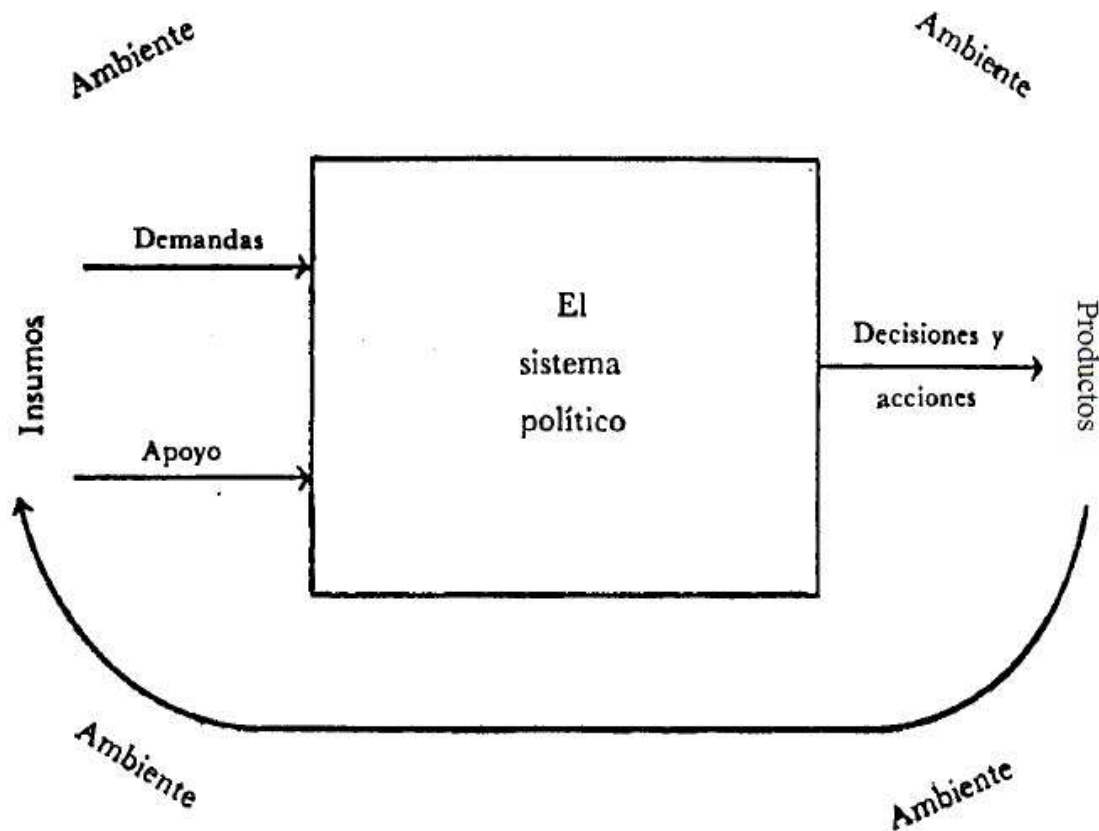 Ambiente
Ambiente
Demandas
El
sistema
político
Insumos
Decisiones y
acciones
Productos
Apoyo
Ambiente
Ambiente